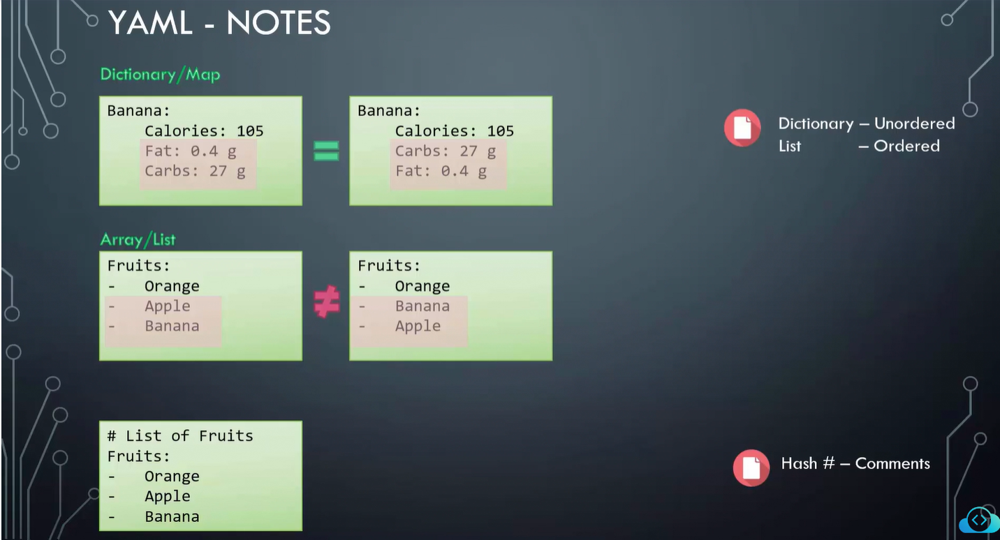 YAML - NOTES
Dictionary/Map
Banana:
Calories: 105
Fat: 0.4 g
Carbs: 27 g
=
Banana:
Calories: 105
Carbs: 27 g
Fat: 0.4 g
Dictionary – Unordered
List – Ordered
Array/List
Fruits:
- Orange
- Apple
- Banana
≠
Fruits:
- Orange
- Banana
- Apple
# List of Fruits
Fruits:
- Orange
- Apple
- Banana
Hash # – Comments